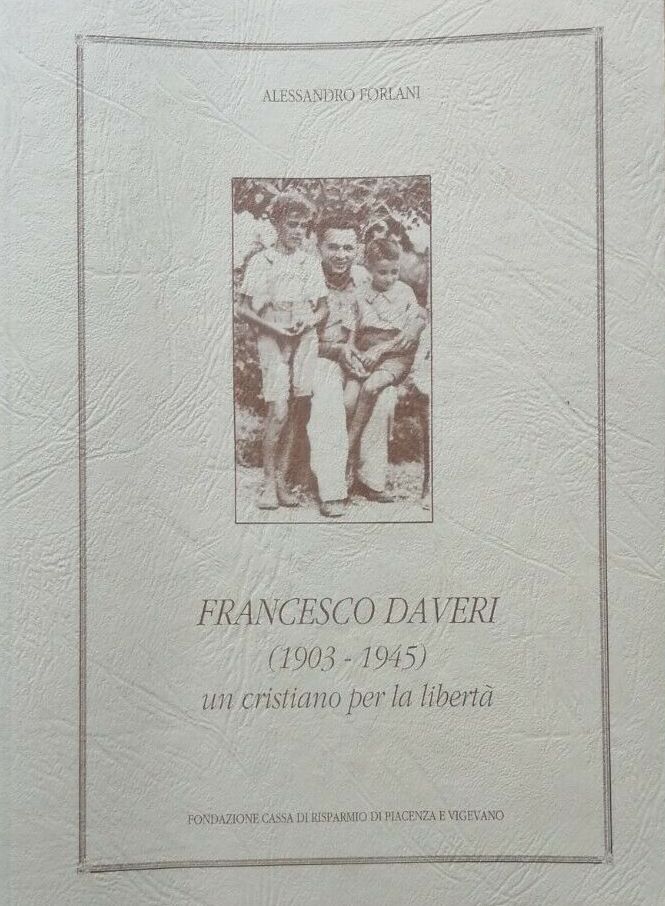 ALESSANDRO FORLANI
FRANCESCO DAVERI
(1903 - 1945)
un cristiano per la libertà
FONDAZIONE CASSA DI RISPARMIO DI PIACENZA E VIGEVANO